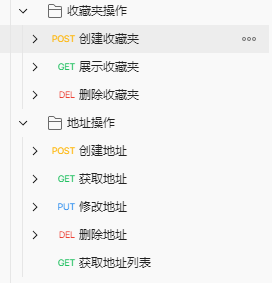 收藏夹操作
POST 创建收藏夹
GET 展示收藏夹
DEL 删除收藏夹
地址操作
POST 创建地址
GET 获取地址
PUT 修改地址
DEL 删除地址
GET 获取地址列表